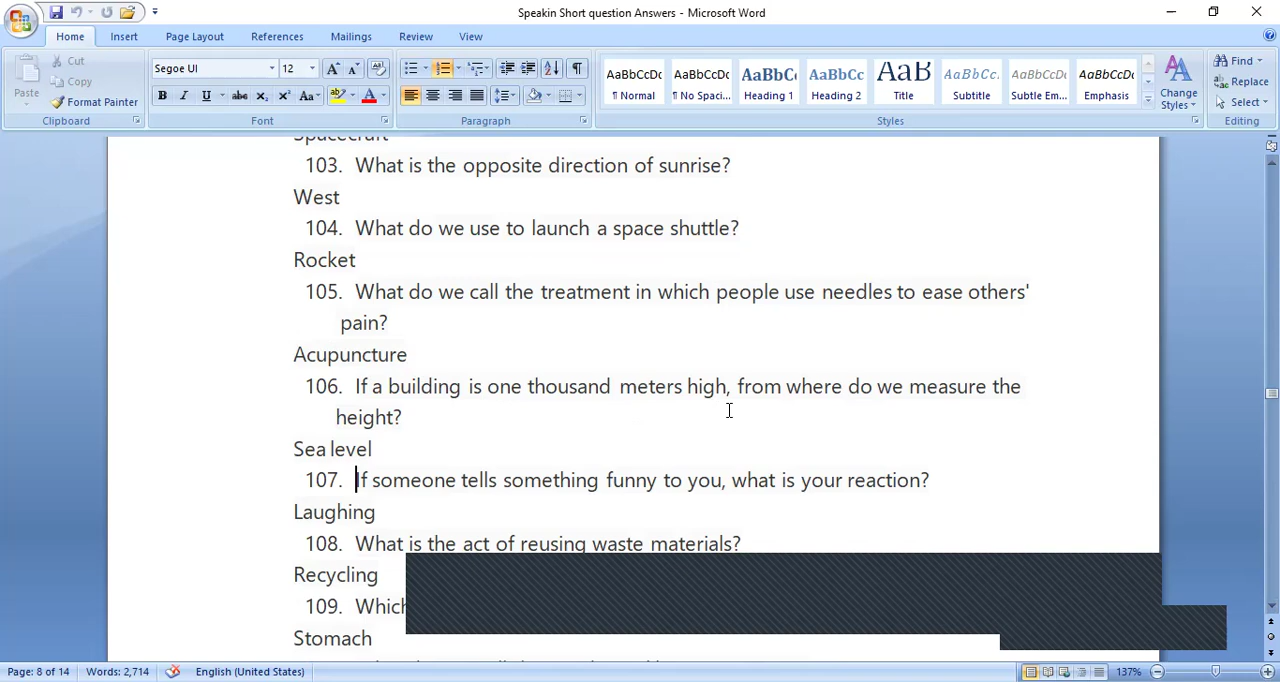 Speakin Short question Answers - Microsoft Word
Home Insert Page Layout References Mailings Review View
Paste
Cut
Copy
Format Painter
Clipboard
Segoe UI 12
Font
Paragraph
AaBbCcDc AaBbCcDc AaBbC AaBbCc AaB AaBbCc. AaBbCcDc AaBbCcDc
¶ Normal ¶ No Spaci... Heading 1 Heading 2 Title Subtitle Subtle Em... Emphasis
Change Styles
Styles
Find
Replace
Select
Editing
Spacecraft
103. What is the opposite direction of sunrise?
West
104. What do we use to launch a space shuttle?
Rocket
105. What do we call the treatment in which people use needles to ease others'
pain?
Acupuncture
106. If a building is one thousand meters high, from where do we measure the
height?
Sea level
107. If someone tells something funny to you, what is your reaction?
Laughing
108. What is the act of reusing waste materials?
Recycling
109. Which
Stomach
Page: 8 of 14 Words: 2,714 English (United States) 137%